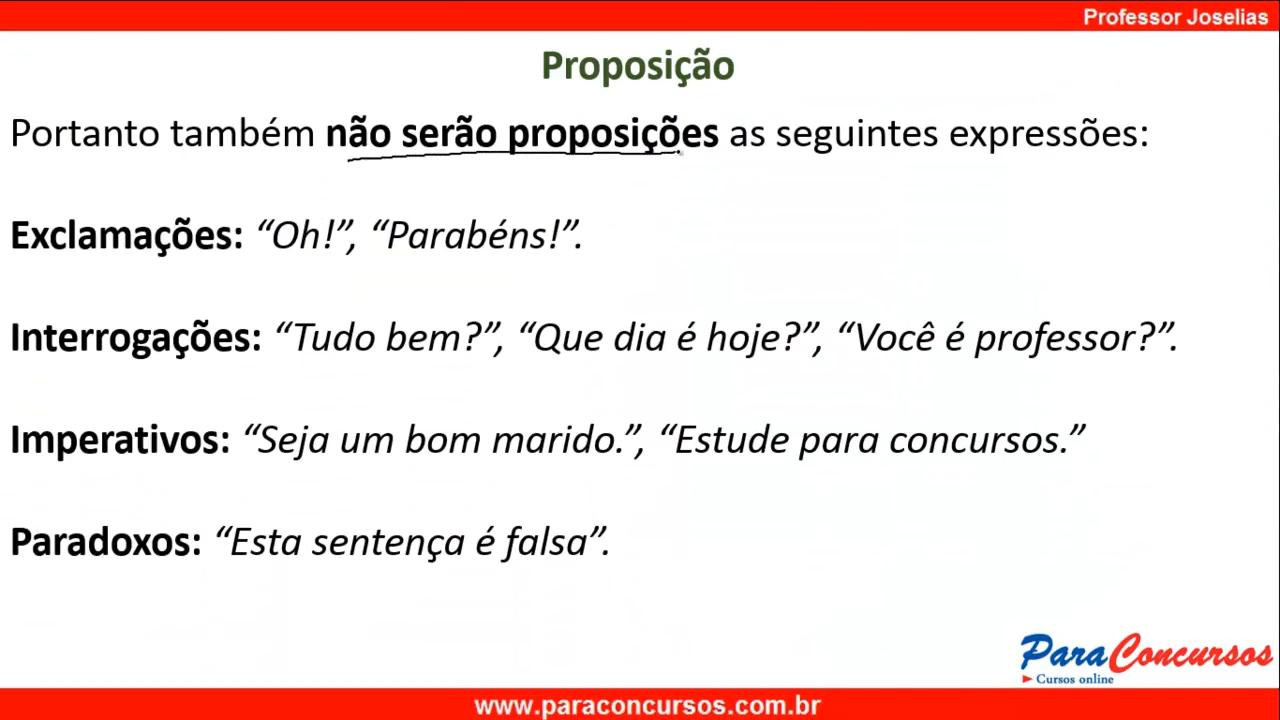 Professor Joselias
Proposição
Portanto também não serão proposições as seguintes expressões:
Exclamações: “Oh!”, “Parabéns!”.
Interrogações: “Tudo bem?”, “Que dia é hoje?”, “Você é professor?”.
Imperativos: “Seja um bom marido.”, “Estude para concursos.”
Paradoxos: “Esta sentença é falsa”.
ParaConcursos
Cursos online
www.paraconcursos.com.br